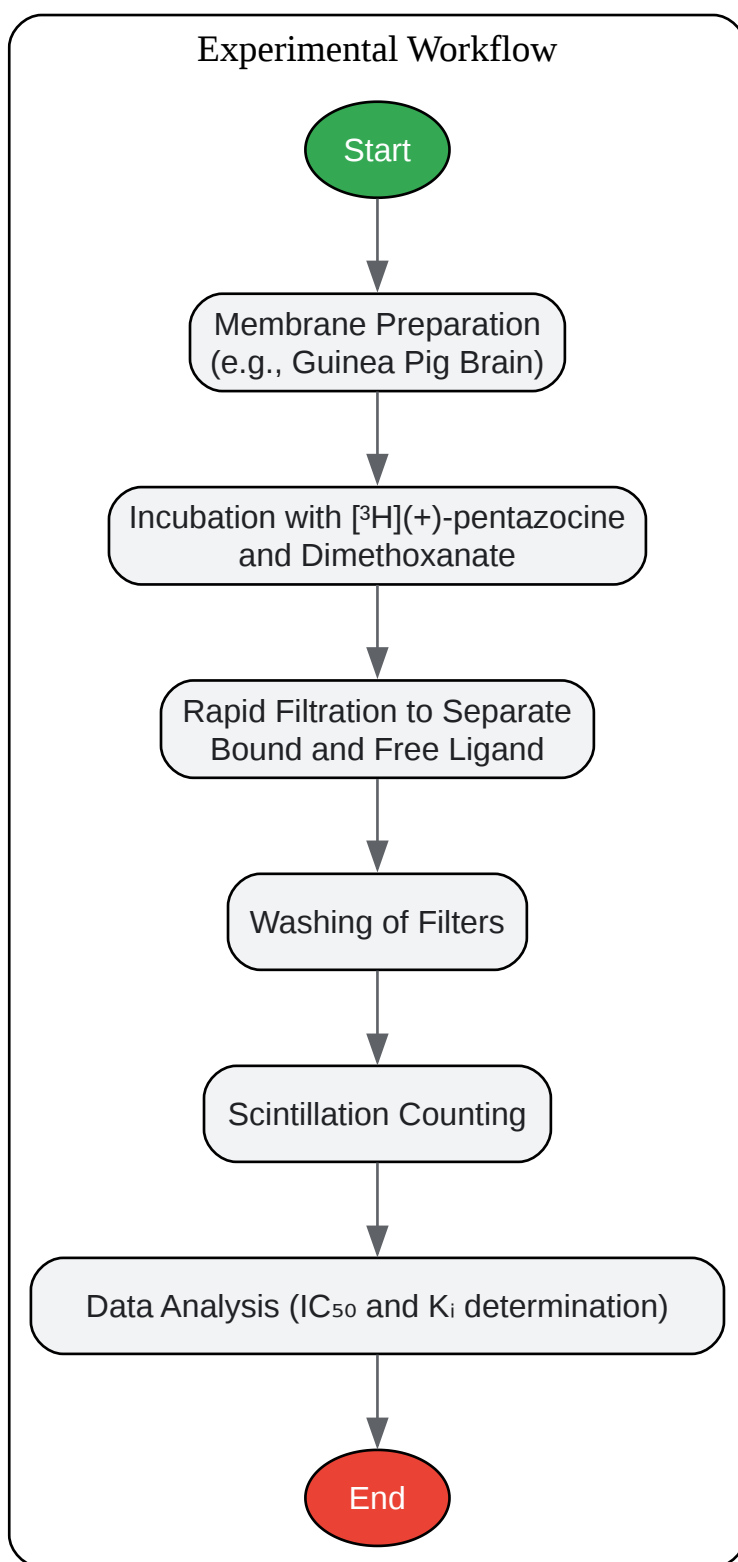 Experimental Workflow
Start
Membrane Preparation
(e.g., Guinea Pig Brain)
Incubation with [³H](+)-pentazocine
and Dimethoxanate
Rapid Filtration to Separate
Bound and Free Ligand
Washing of Filters
Scintillation Counting
Data Analysis (IC₅₀ and Kᵢ determination)
End